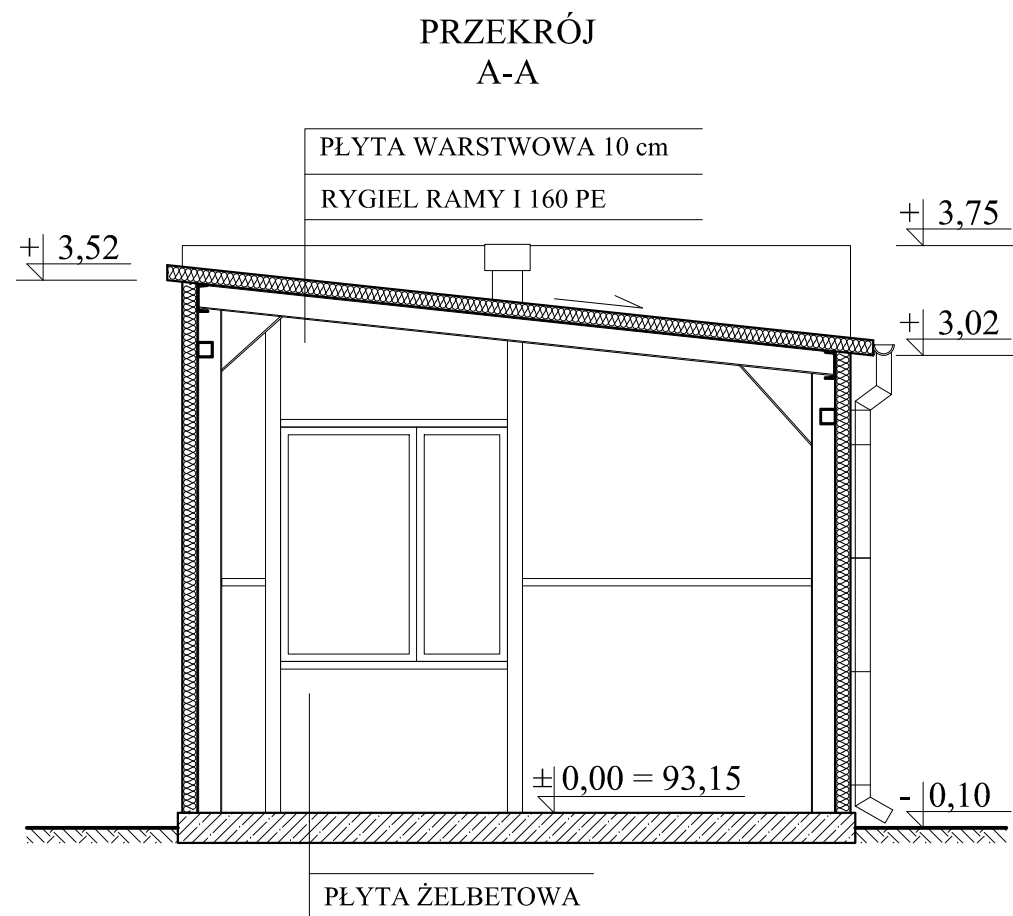 PRZEKRÓJ
A-A
PŁYTA WARSTWOWA 10 cm
RYGIEL RAMY I 160 PE
+ 3,52
+ 3,75
+ 3,02
± 0,00 = 93,15
- 0,10
PŁYTA ŻELBETOWA